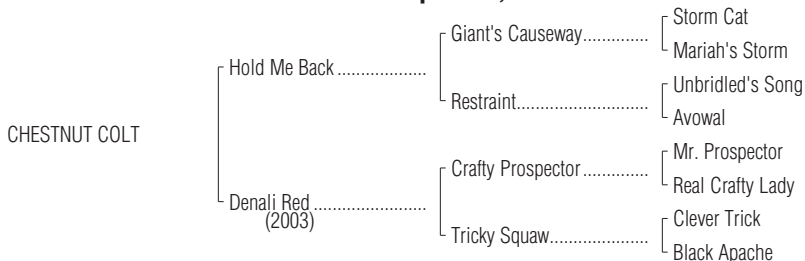 Storm Cat
Giant's Causeway..............
Mariah's Storm
Hold Me Back ....................
Unbridled's Song
Restraint............................
Avowal
CHESTNUT COLT
Mr. Prospector
Crafty Prospector..............
Real Crafty Lady
Denali Red ........................
(2003)
Clever Trick
Tricky Squaw.....................
Black Apache